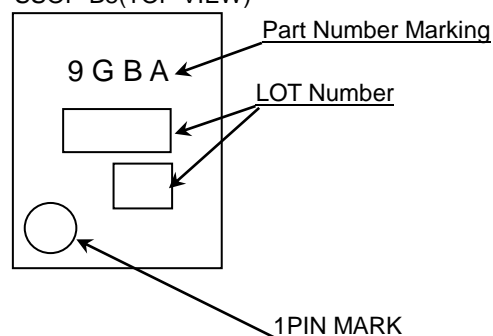 SSOP-B8(TOP VIEW)
Part Number Marking
9 G B A
LOT Number
1PIN MARK